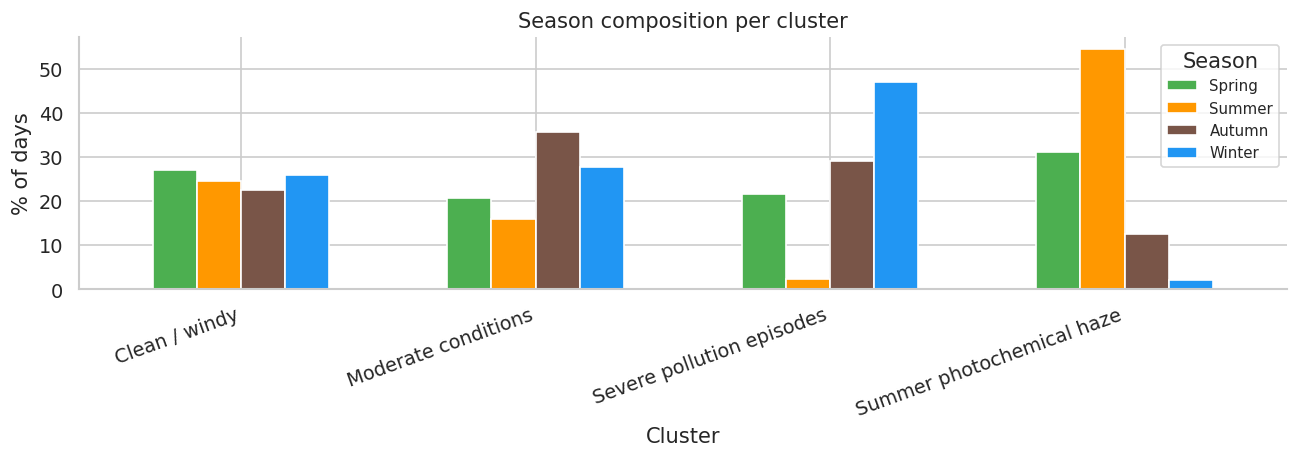 Season composition per cluster
% of days
50
40
30
20
10
0
Season
Spring
Summer
Autumn
Winter
Clean / windy
Moderate conditions
Severe pollution episodes
Summer photochemical haze
Cluster